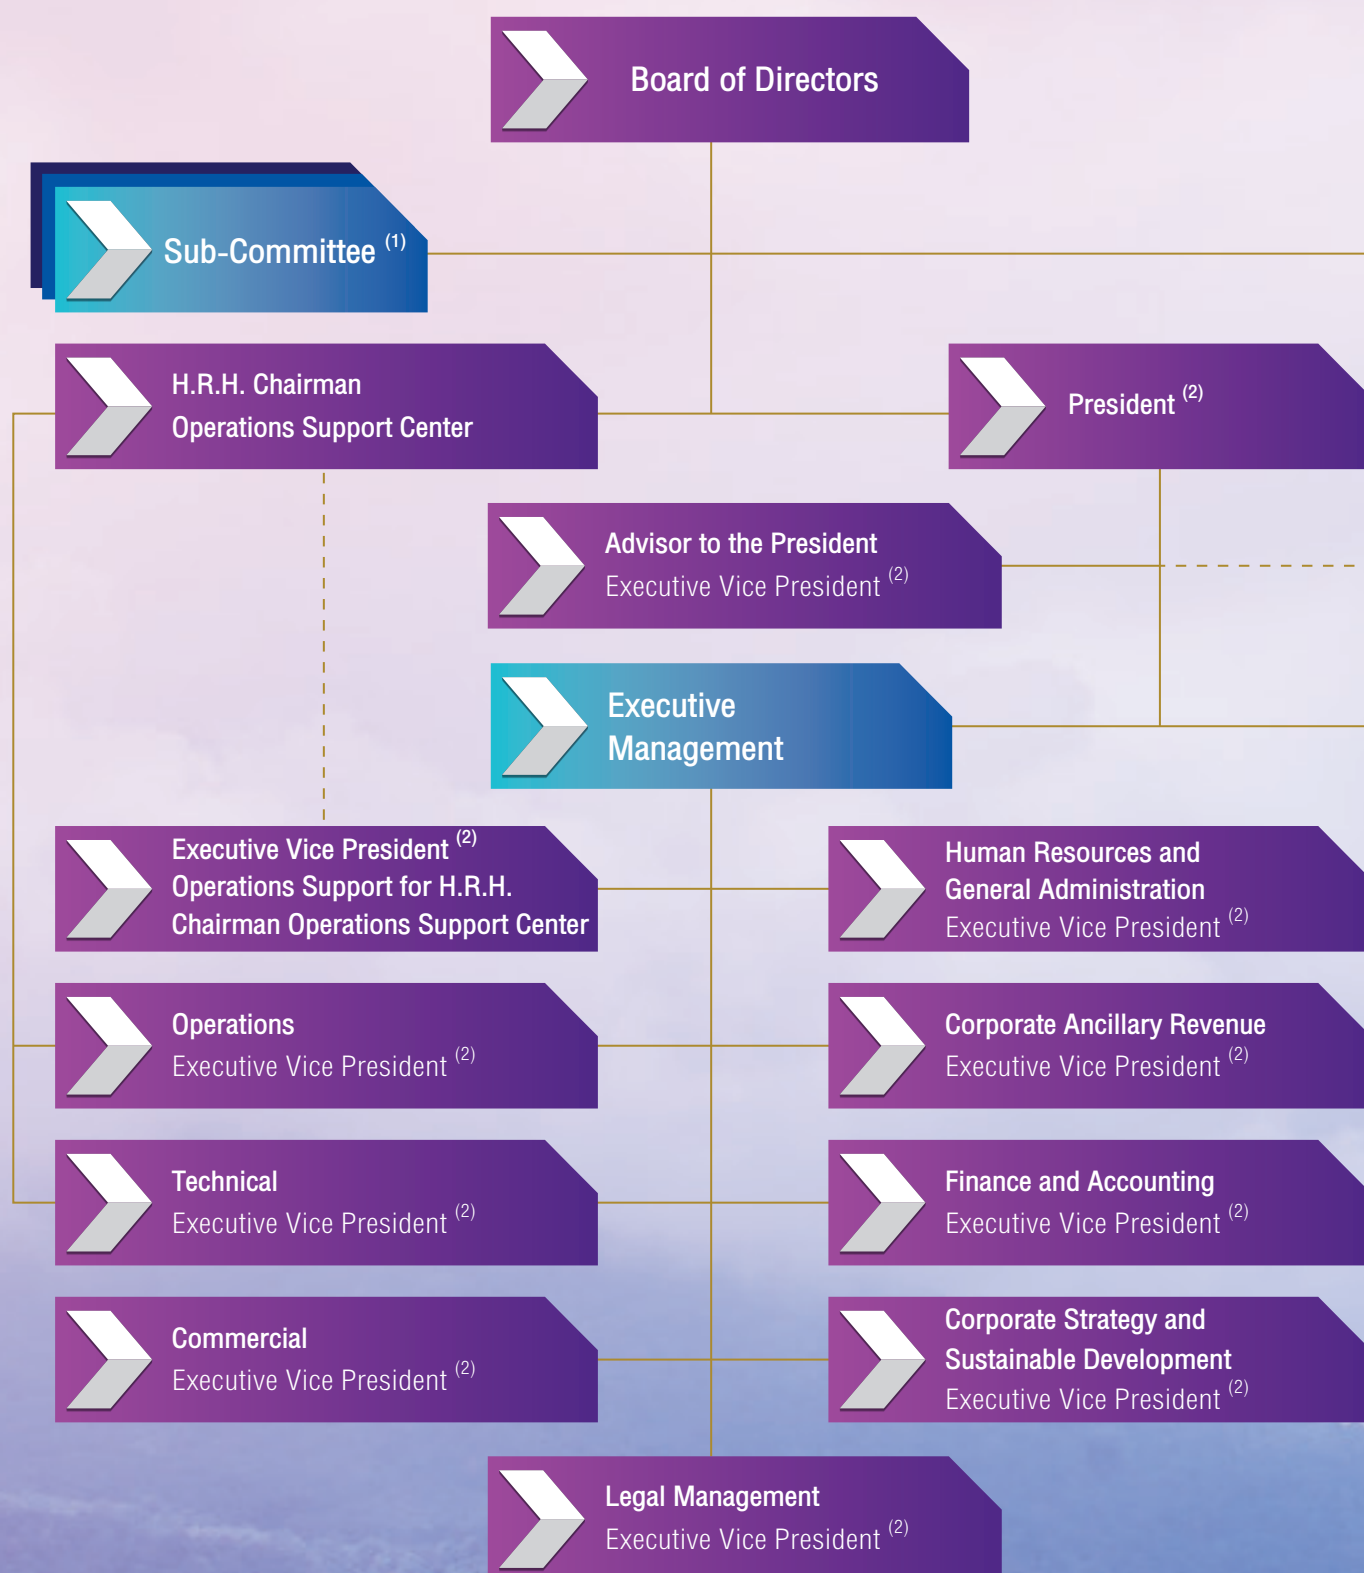 Board of Directors
Sub-Committee (1)
H.R.H. Chairman
Operations Support Center
President (2)
Advisor to the President
Executive Vice President (2)
Executive
Management
Executive Vice President (2)
Operations Support for H.R.H.
Chairman Operations Support Center
Human Resources and
General Administration
Executive Vice President (2)
Operations
Executive Vice President (2)
Corporate Ancillary Revenue
Executive Vice President (2)
Technical
Executive Vice President (2)
Finance and Accounting
Executive Vice President (2)
Commercial
Executive Vice President (2)
Corporate Strategy and
Sustainable Development
Executive Vice President (2)
Legal Management
Executive Vice President (2)